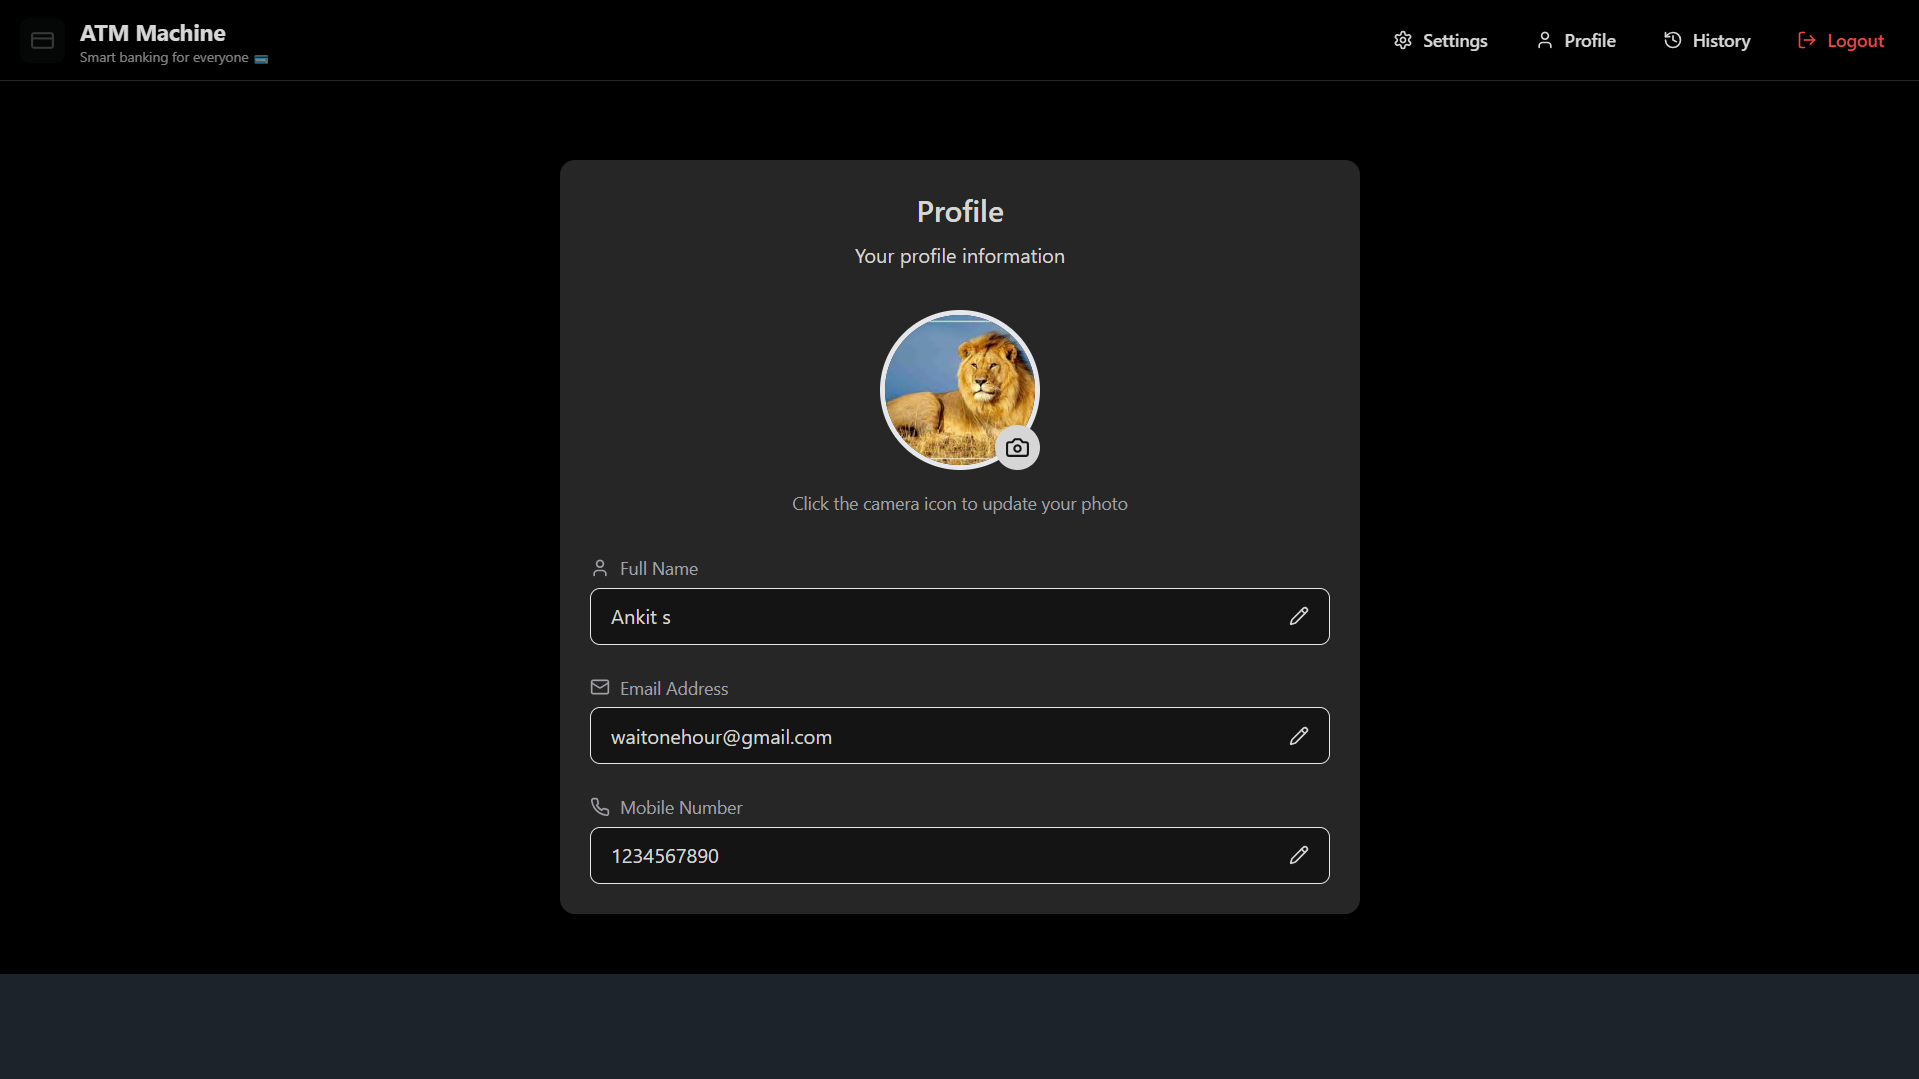 ATM Machine
Smart banking for everyone 💳
Settings
Profile
History
Logout
Profile
Your profile information
Click the camera icon to update your photo
Full Name
Ankit s
Email Address
waitonehour@gmail.com
Mobile Number
1234567890